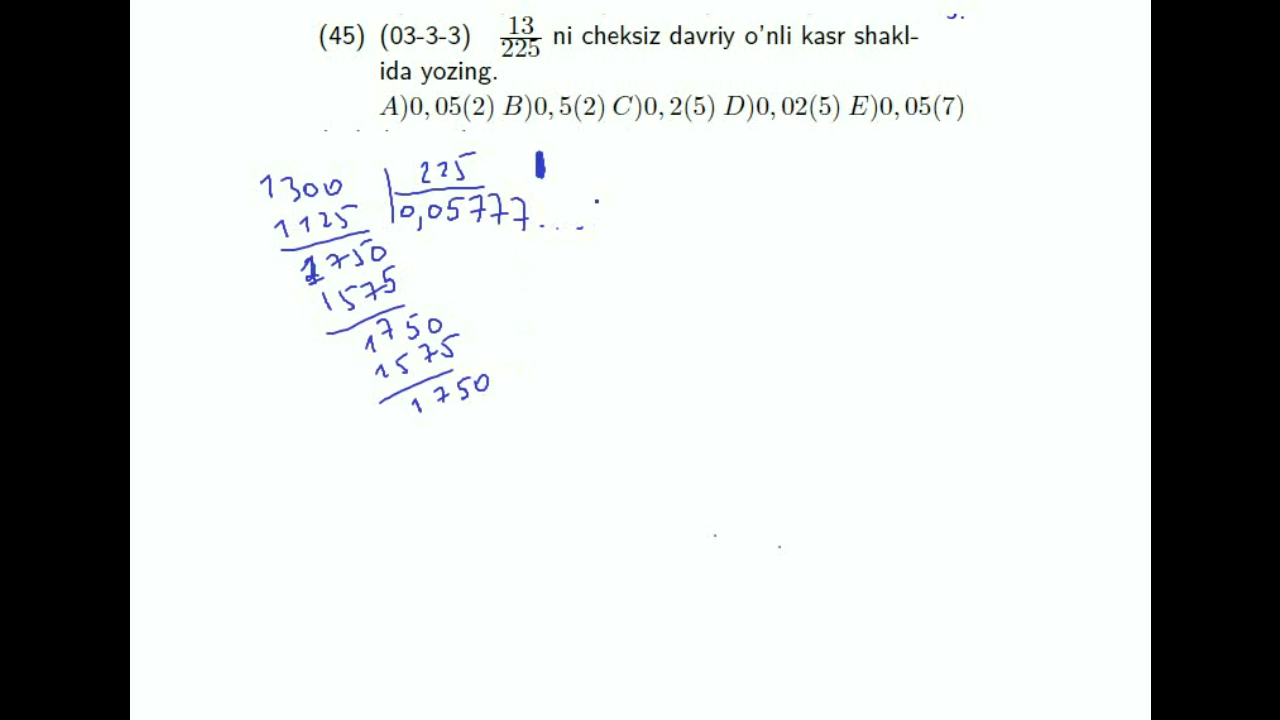 (45) (03-3-3) 13/225 ni cheksiz davriy o'nli kasr shakl-
ida yozing.
A)0, 05(2) B)0, 5(2) C)0, 2(5) D)0, 02(5) E)0, 05(7)
1300 225
1125 0,05777....
1750
1575
1750
1575
1750